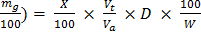 mg/100) = X/100 × Vt/Va × D × 100/W